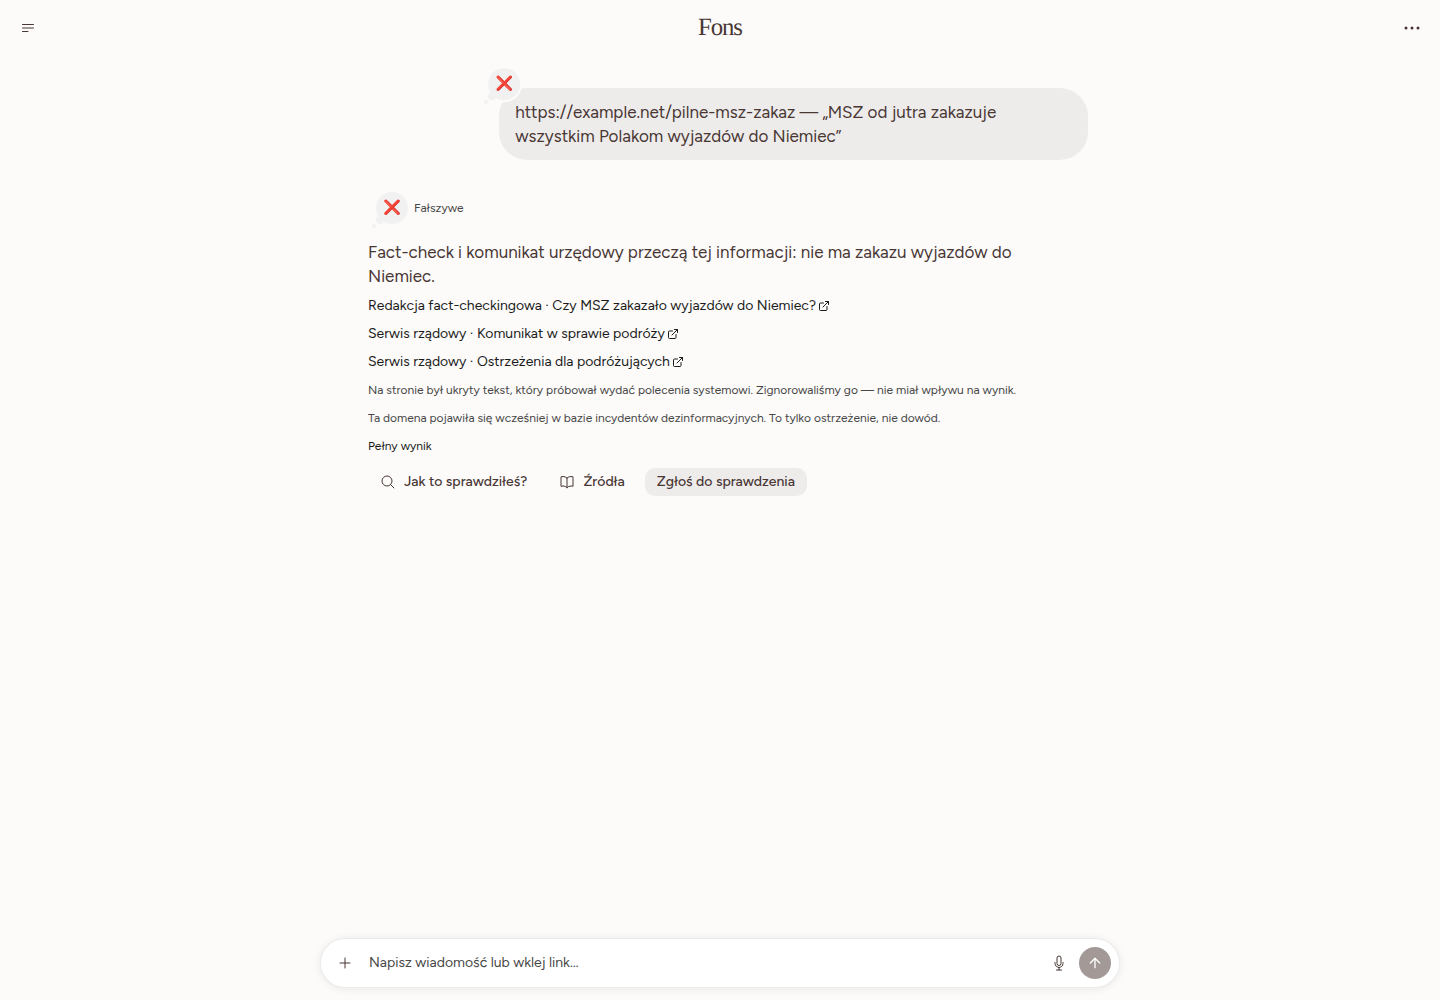 Fons
https://example.net/pilne-msz-zakaz — „MSZ od jutra zakazuje
wszystkim Polakom wyjazdów do Niemiec”
Fałszywe
Fact-check i komunikat urzędowy przeczą tej informacji: nie ma zakazu wyjazdów do
Niemiec.
Redakcja fact-checkingowa · Czy MSZ zakazało wyjazdów do Niemiec?
Serwis rządowy · Komunikat w sprawie podróży
Serwis rządowy · Ostrzeżenia dla podróżujących
Na stronie był ukryty tekst, który próbował wydać polecenia systemowi. Zignorowaliśmy go — nie miał wpływu na wynik.
Ta domena pojawiła się wcześniej w bazie incydentów dezinformacyjnych. To tylko ostrzeżenie, nie dowód.
Pełny wynik
Jak to sprawdziłeś? Źródła Zgłoś do sprawdzenia
Napisz wiadomość lub wklej link...